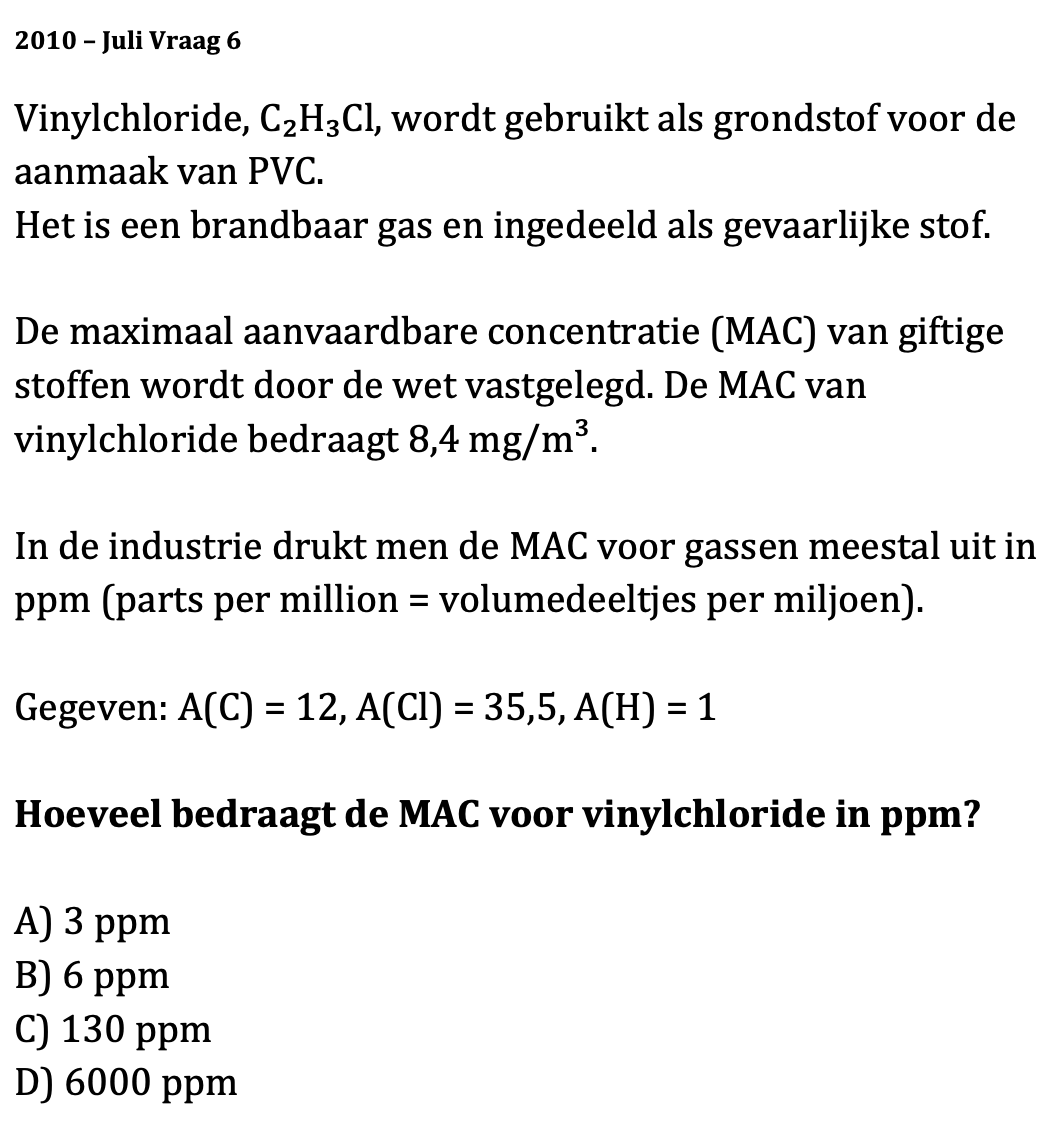 2010 – Juli Vraag 6
Vinylchloride, C₂H₃Cl, wordt gebruikt als grondstof voor de
aanmaak van PVC.
Het is een brandbaar gas en ingedeeld als gevaarlijke stof.
De maximaal aanvaardbare concentratie (MAC) van giftige
stoffen wordt door de wet vastgelegd. De MAC van
vinylchloride bedraagt 8,4 mg/m³.
In de industrie drukt men de MAC voor gassen meestal uit in
ppm (parts per million = volumedeeltjes per miljoen).
Gegeven: A(C) = 12, A(Cl) = 35,5, A(H) = 1
Hoeveel bedraagt de MAC voor vinylchloride in ppm?
A) 3 ppm
B) 6 ppm
C) 130 ppm
D) 6000 ppm